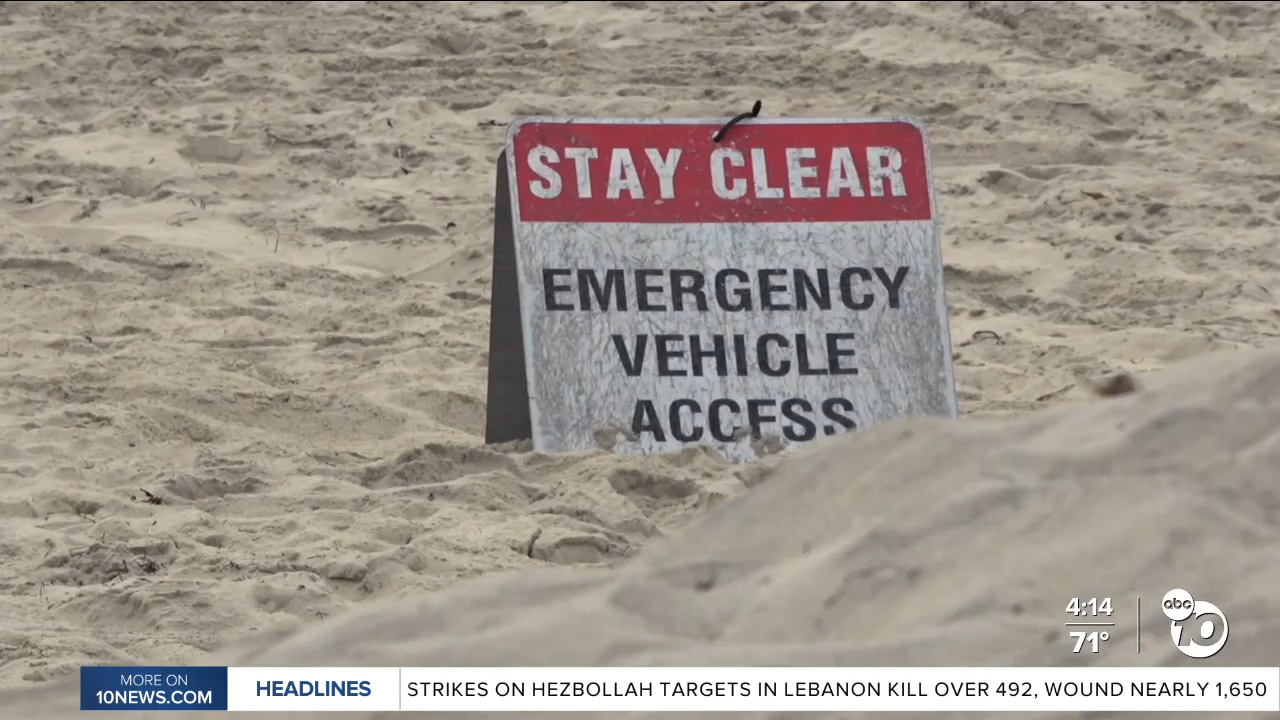 STAY CLEAR
EMERGENCY
VEHICLE
ACCESS
4:14
71°
abc
10
MORE ON
10NEWS.COM
HEADLINES
STRIKES ON HEZBOLLAH TARGETS IN LEBANON KILL OVER 492, WOUND NEARLY 1,650